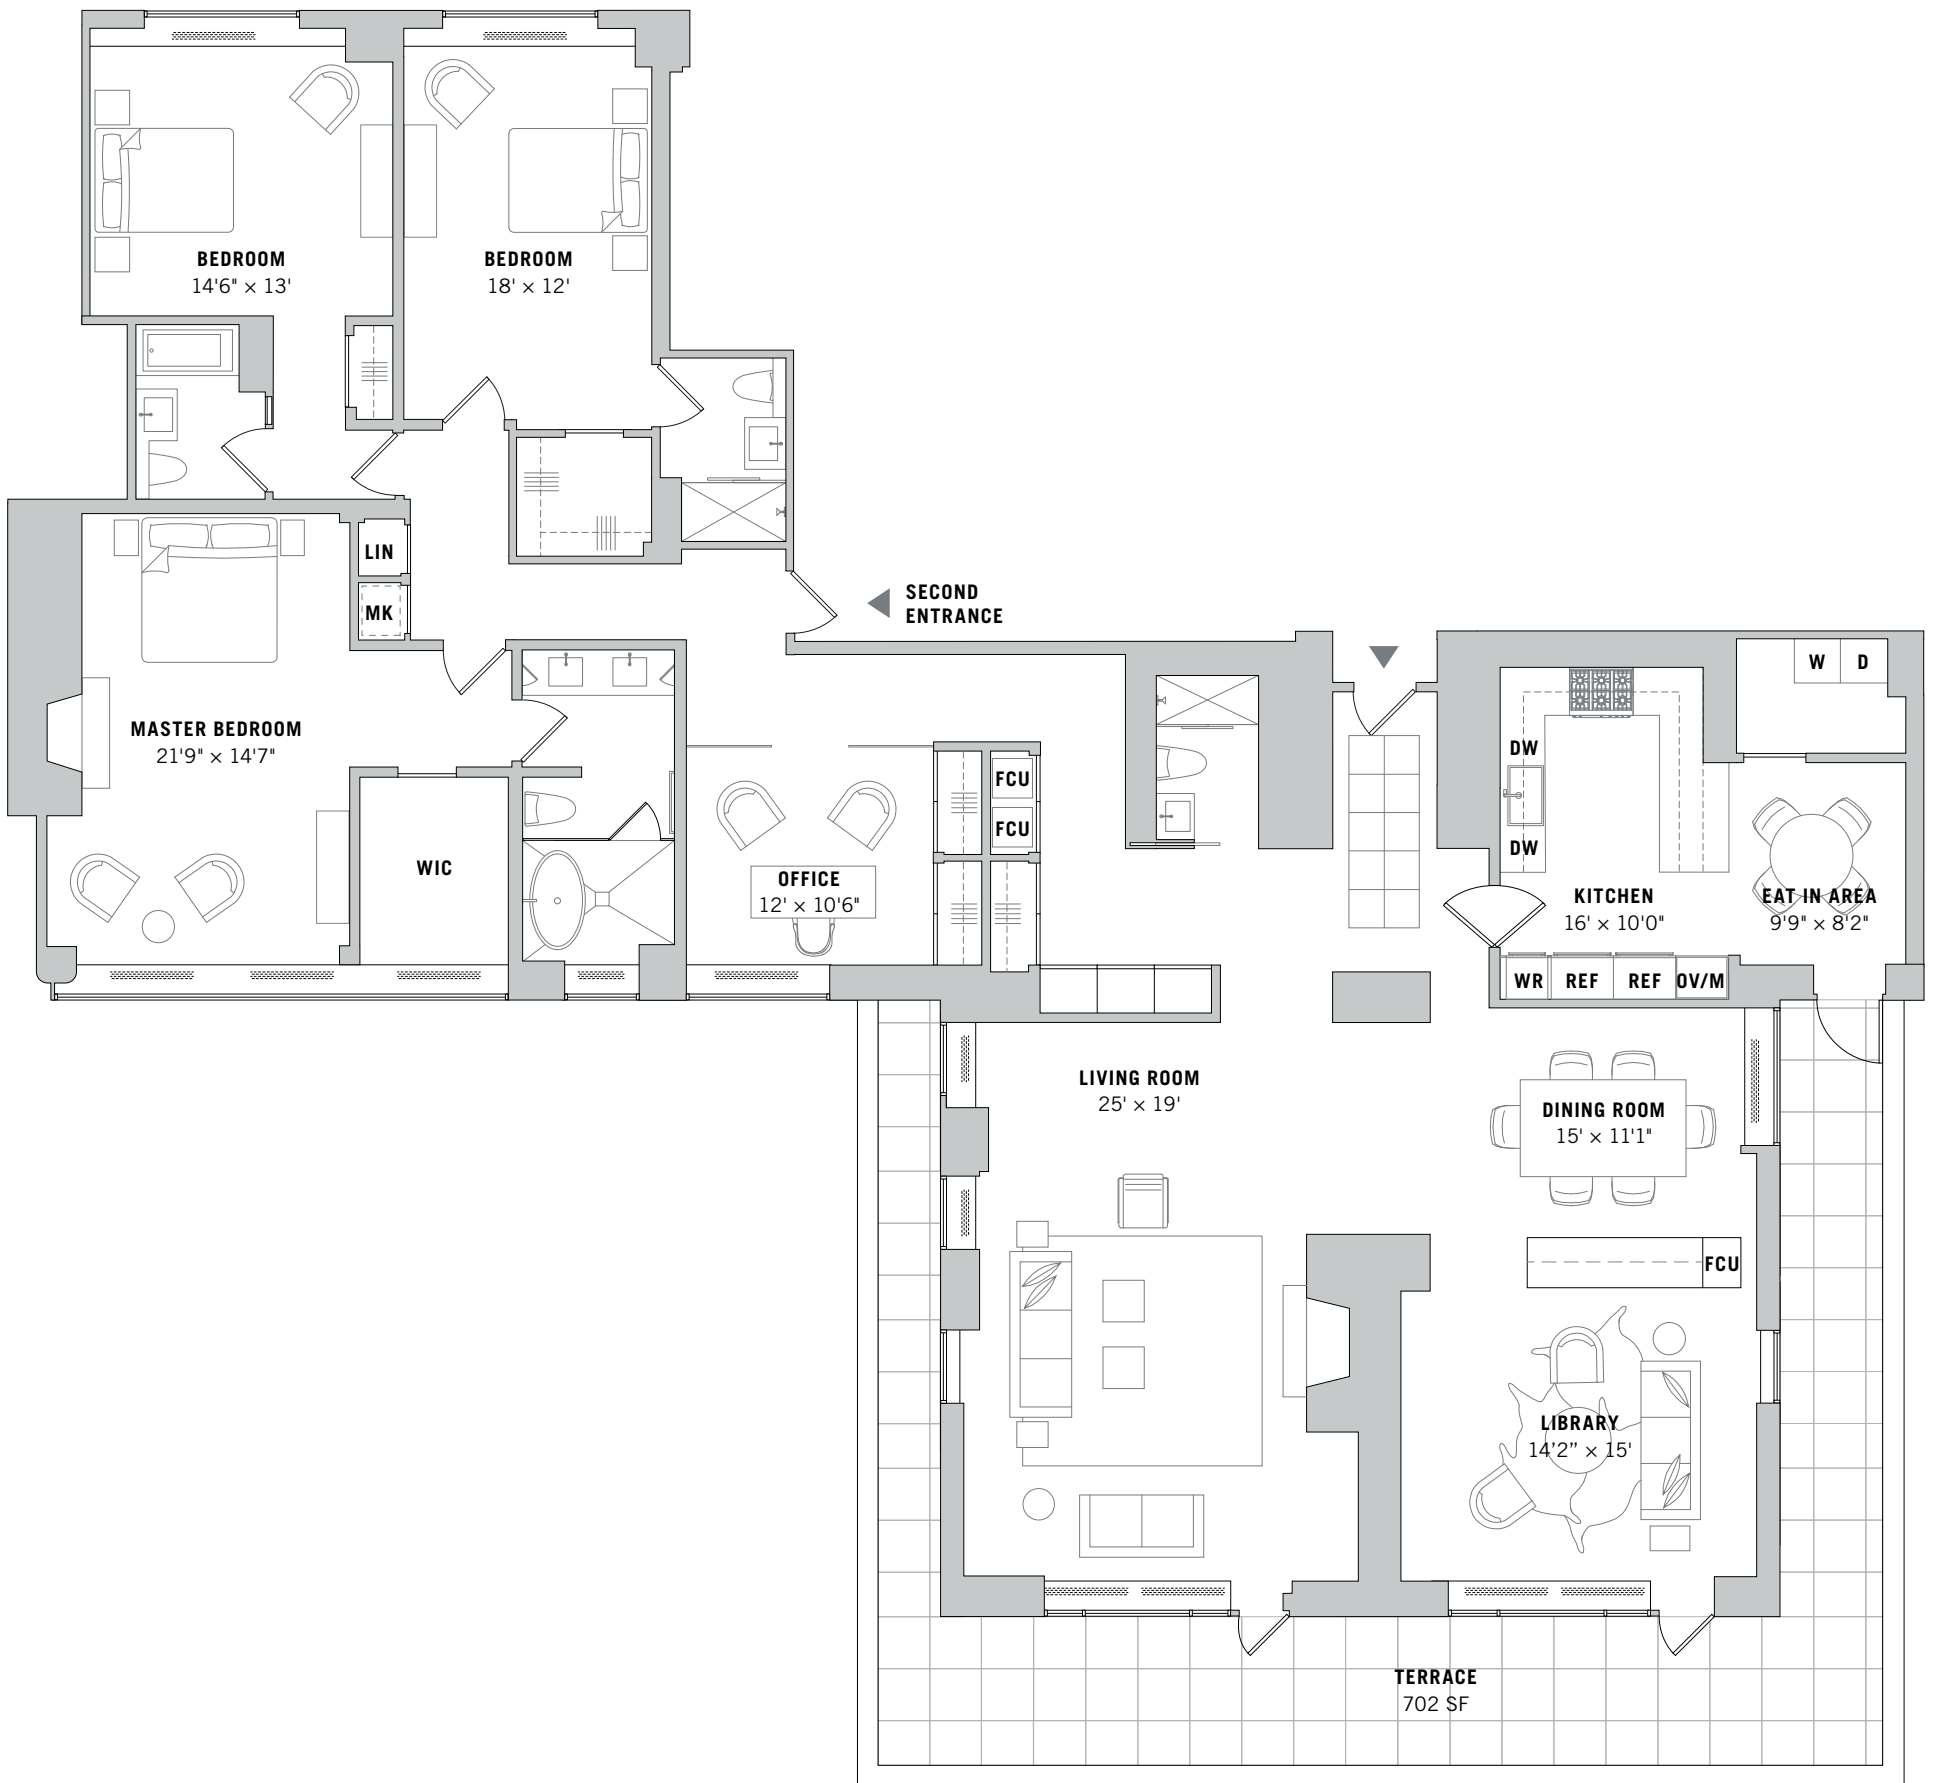 BEDROOM
14'6" × 13'
BEDROOM
18' × 12'
LIN
MK
SECOND
ENTRANCE
MASTER BEDROOM
21'9" × 14'7"
WIC
OFFICE
12' × 10'6"
FCU
FCU
W
D
DW
DW
KITCHEN
16' × 10'0"
EAT IN AREA
9'9" × 8'2"
WR
REF
REF
OV/M
LIVING ROOM
25' × 19'
DINING ROOM
15' × 11'1"
FCU
LIBRARY
14’2” × 15'
TERRACE
702 SF